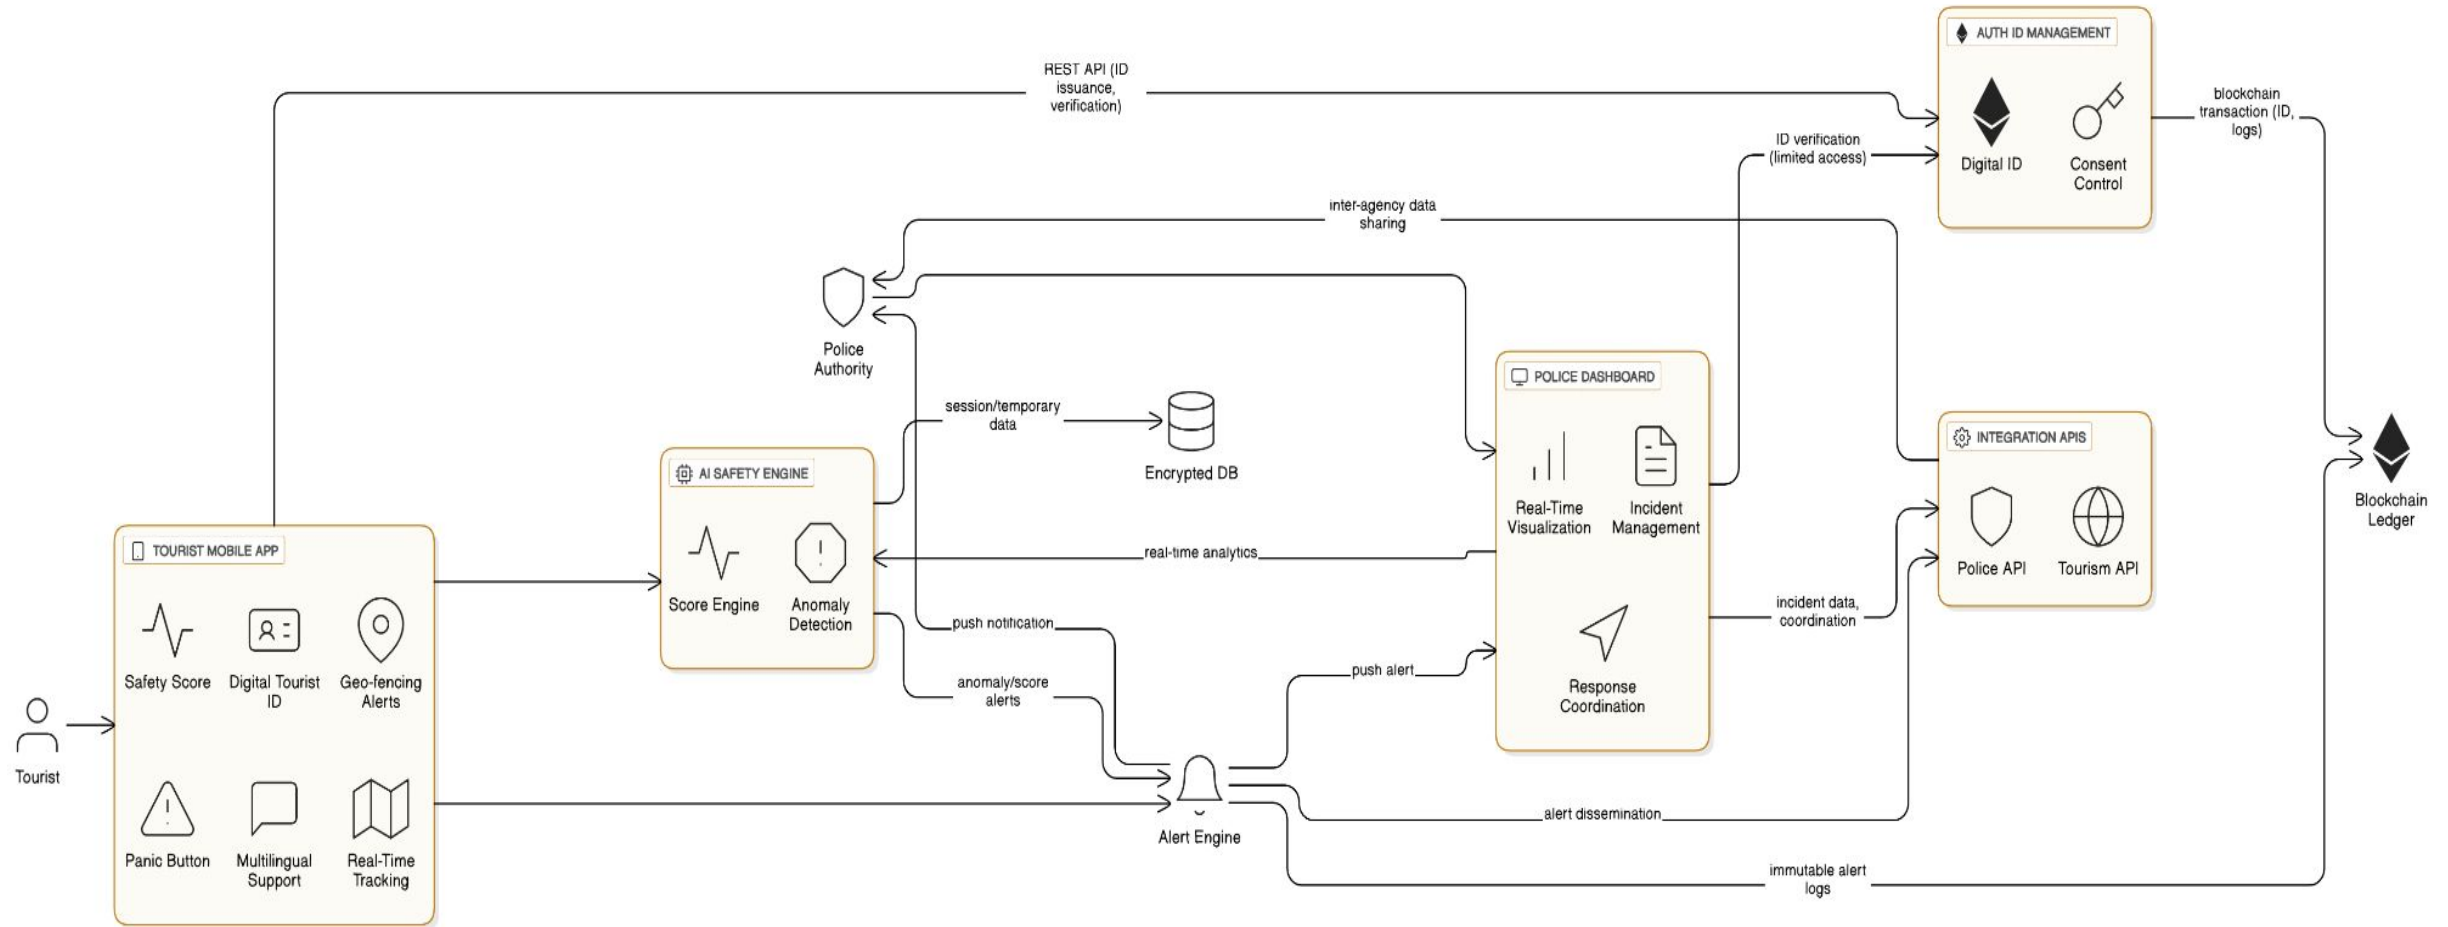 AUTH ID MANAGEMENT
REST API (ID
issuance,
verification)
blockchain
transaction (ID,
logs)
ID verification
(limited access)
Digital ID
Consent
Control
inter-agency data
sharing
Police
Authority
POLICE DASHBOARD
session/temporary
data
INTEGRATION APIS
AI SAFETY ENGINE
Encrypted DB
Real-Time
Visualization
Incident
Management
Blockchain
Ledger
TOURIST MOBILE APP
real-time analytics
Police API
Tourism API
Score Engine
Anomaly
Detection
incident data,
coordination
push notification
Safety Score
Digital Tourist
ID
Geo-fencing
Alerts
anomaly/score
alerts
push alert
Response
Coordination
Tourist
alert dissemination
Alert Engine
Panic Button
Multilingual
Support
Real-Time
Tracking
immutable alert
logs